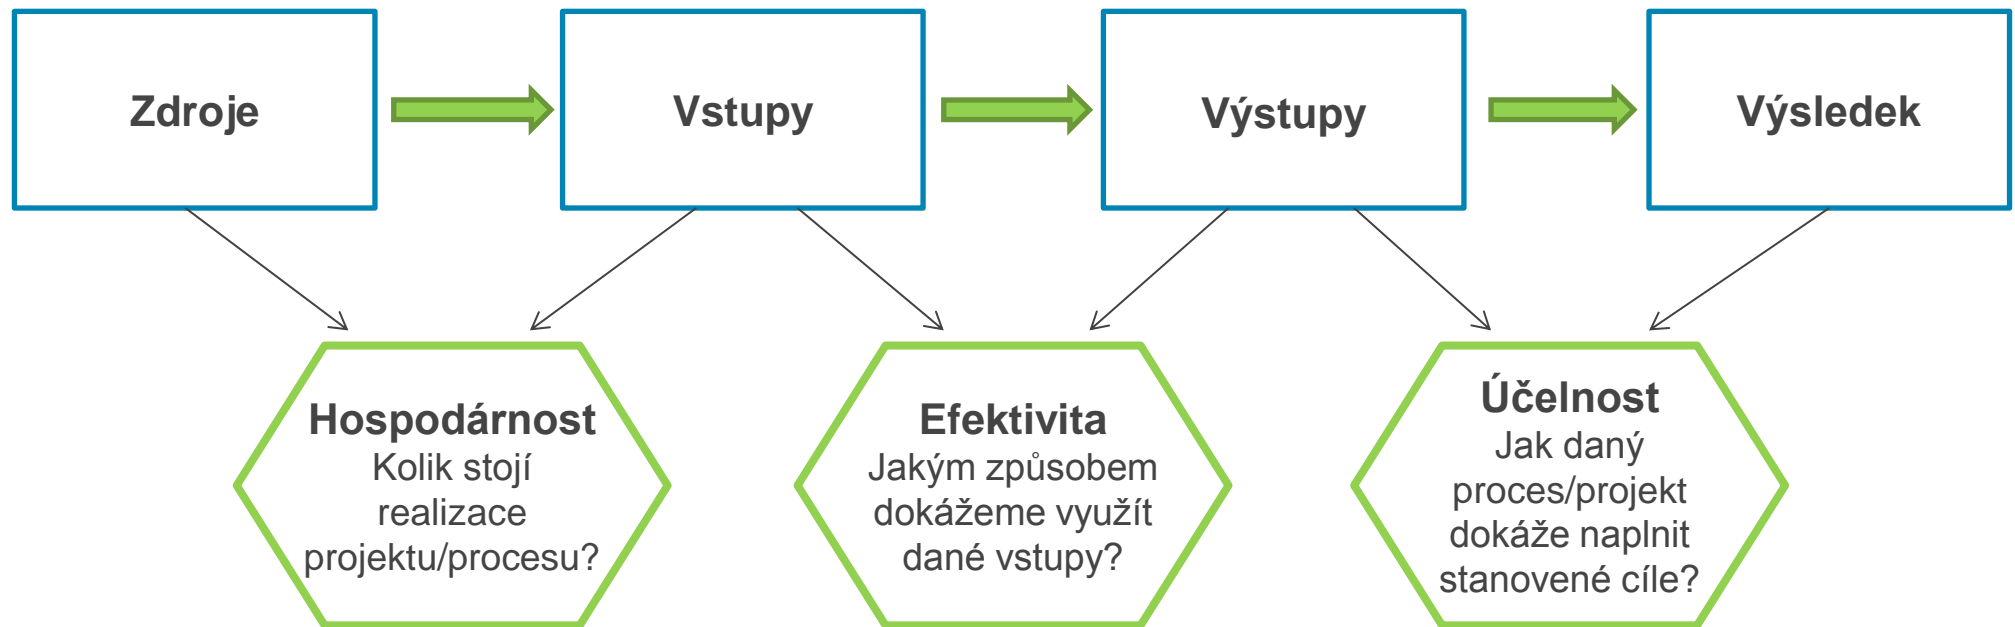 Zdroje
Vstupy
Výstupy
Výsledek
Hospodárnost
Kolik stojí
realizace
projektu/procesu?
Efektivita
Jakým způsobem
dokážeme využít
dané vstupy?
Účelnost
Jak daný
proces/projekt
dokáže naplnit
stanovené cíle?